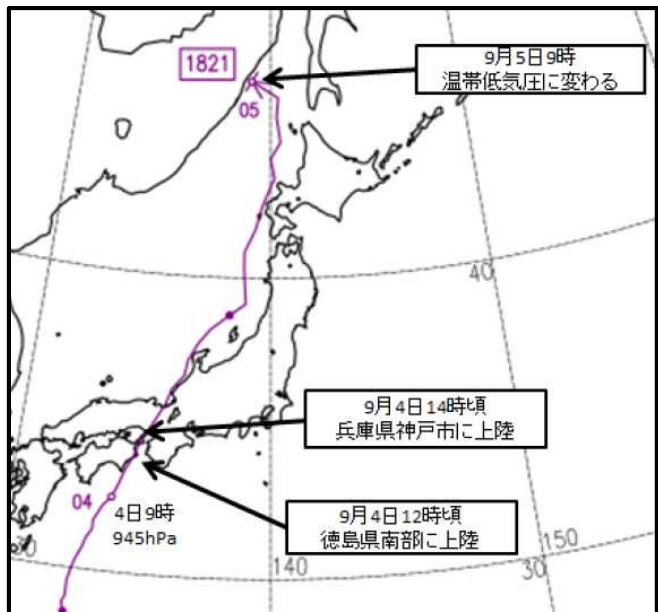 1821
9月5日9時
温帯低気圧に変わる
05
40
9月4日14時頃
兵庫県神戸市に上陸
04
4日9時
945hPa
9月4日12時頃
徳島県南部に上陸
150
30
140
30